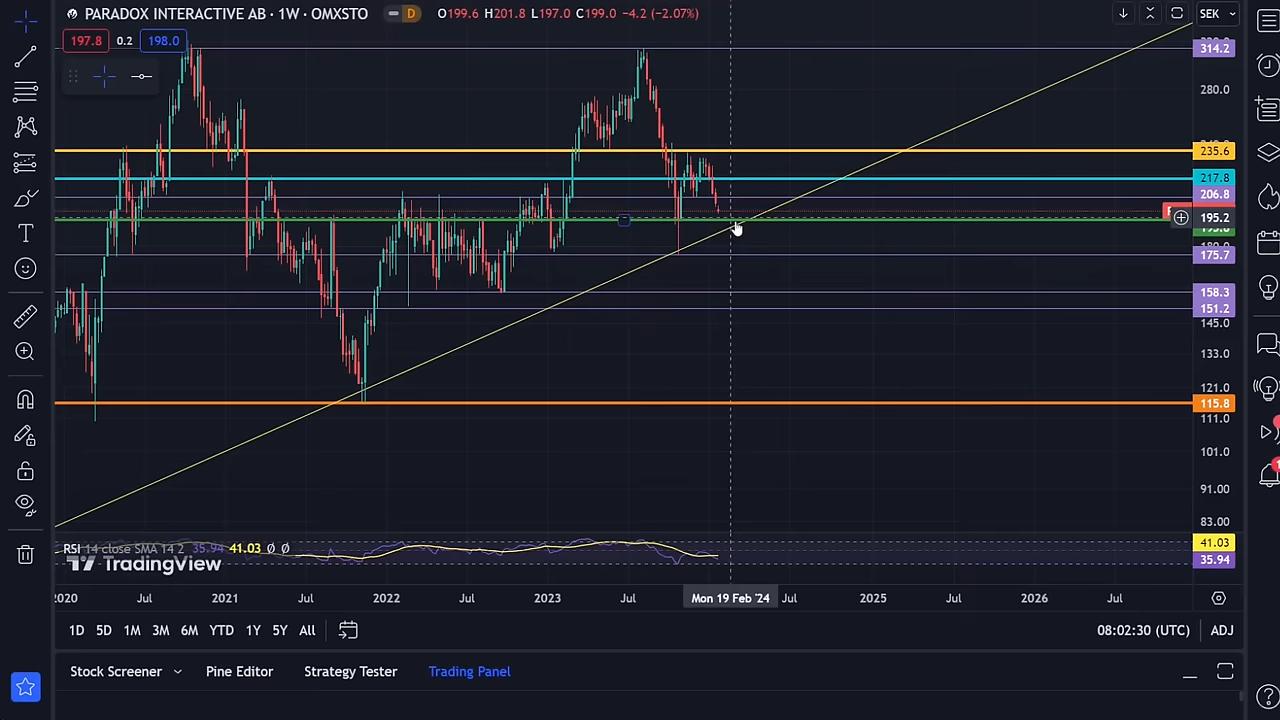 PARADOX INTERACTIVE AB · 1W · OMXSTO D O199.6 H201.8 L197.0 C199.0 −4.2 (−2.07%) SEK
197.8 0.2 198.0
314.2
280.0
235.6
217.8
206.8
195.2
175.7
158.3
151.2
145.0
133.0
121.0
115.8
111.0
101.0
91.00
83.00
RSI 14 close SMA 14 2 35.94 41.03 Ø Ø
41.03
35.94
TradingView
2020 Jul 2021 Jul 2022 Jul 2023 Jul Mon 19 Feb '24 Jul 2025 Jul 2026 Jul
1D 5D 1M 3M 6M YTD 1Y 5Y All 08:02:30 (UTC) ADJ
Stock Screener Pine Editor Strategy Tester Trading Panel